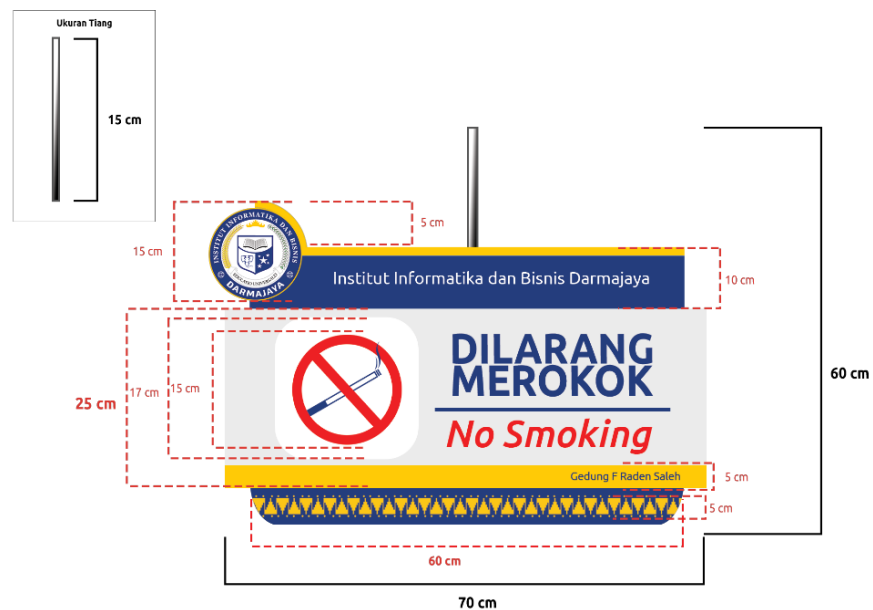 Ukuran Tiang
15 cm
5 cm
15 cm
INSTITUT INFORMATIKA DAN BISNIS
DARMAJAYA
Institut Informatika dan Bisnis Darmajaya
10 cm
DILARANG
MEROKOK
No Smoking
60 cm
25 cm
17 cm
15 cm
Gedung F Raden Saleh
5 cm
5 cm
60 cm
70 cm